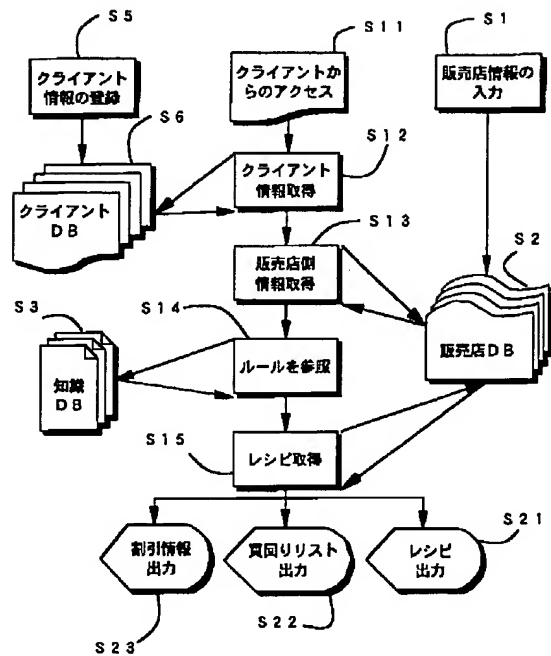 S5
S11
S1
クライアント
情報の登録
クライアントか
らのアクセス
販売店情報の
入力
S6
S12
クライアント
DB
クライアント
情報取得
S13
S2
販売店側
情報取得
S3
S14
販売店DB
知識
DB
ルールを参照
S15
レシピ取得
S21
割引情報
出力
買回りリスト
出力
レシピ
出力
S23
S22